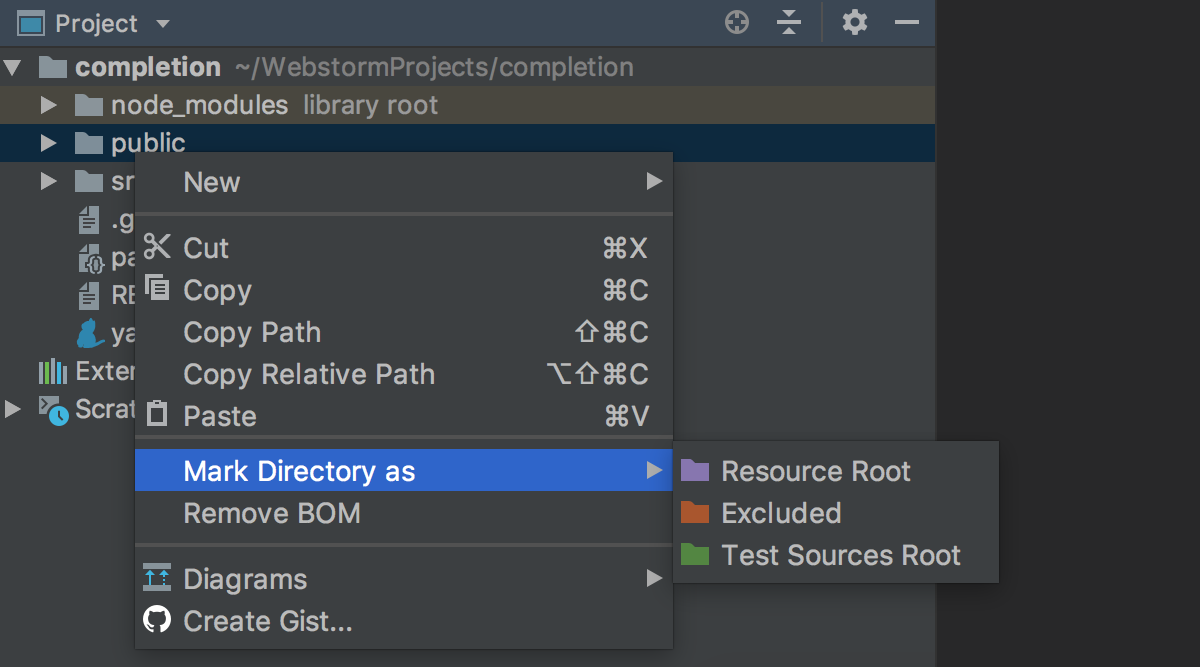 Project
completion ~/WebstormProjects/completion
node_modules library root
public
sr
.g
pa
RE
ya
Exter
Scrat
New
Cut ⌘X
Copy ⌘C
Copy Path ⇧⌘C
Copy Relative Path ⌥⇧⌘C
Paste ⌘V
Mark Directory as
Remove BOM
Diagrams
Create Gist...
Resource Root
Excluded
Test Sources Root